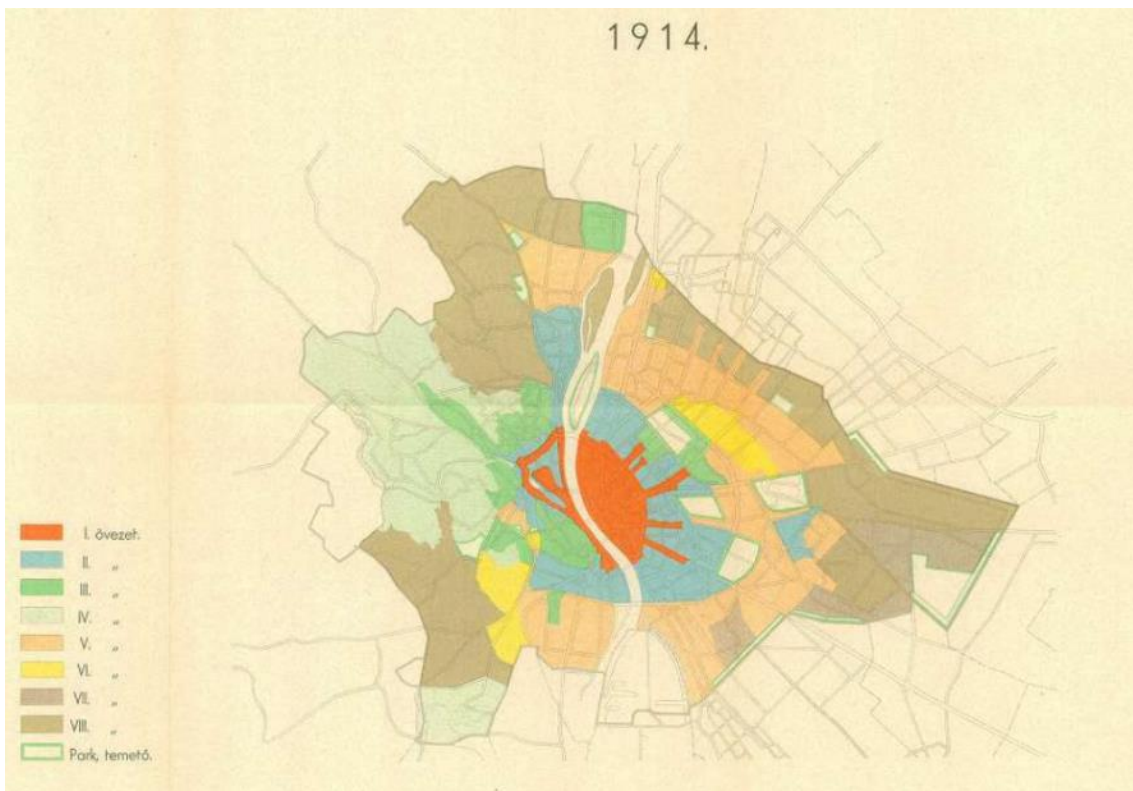 1914.
I. övezet.
II. „
III. „
IV. „
V. „
VI. „
VII. „
VIII. „
Park, temető.